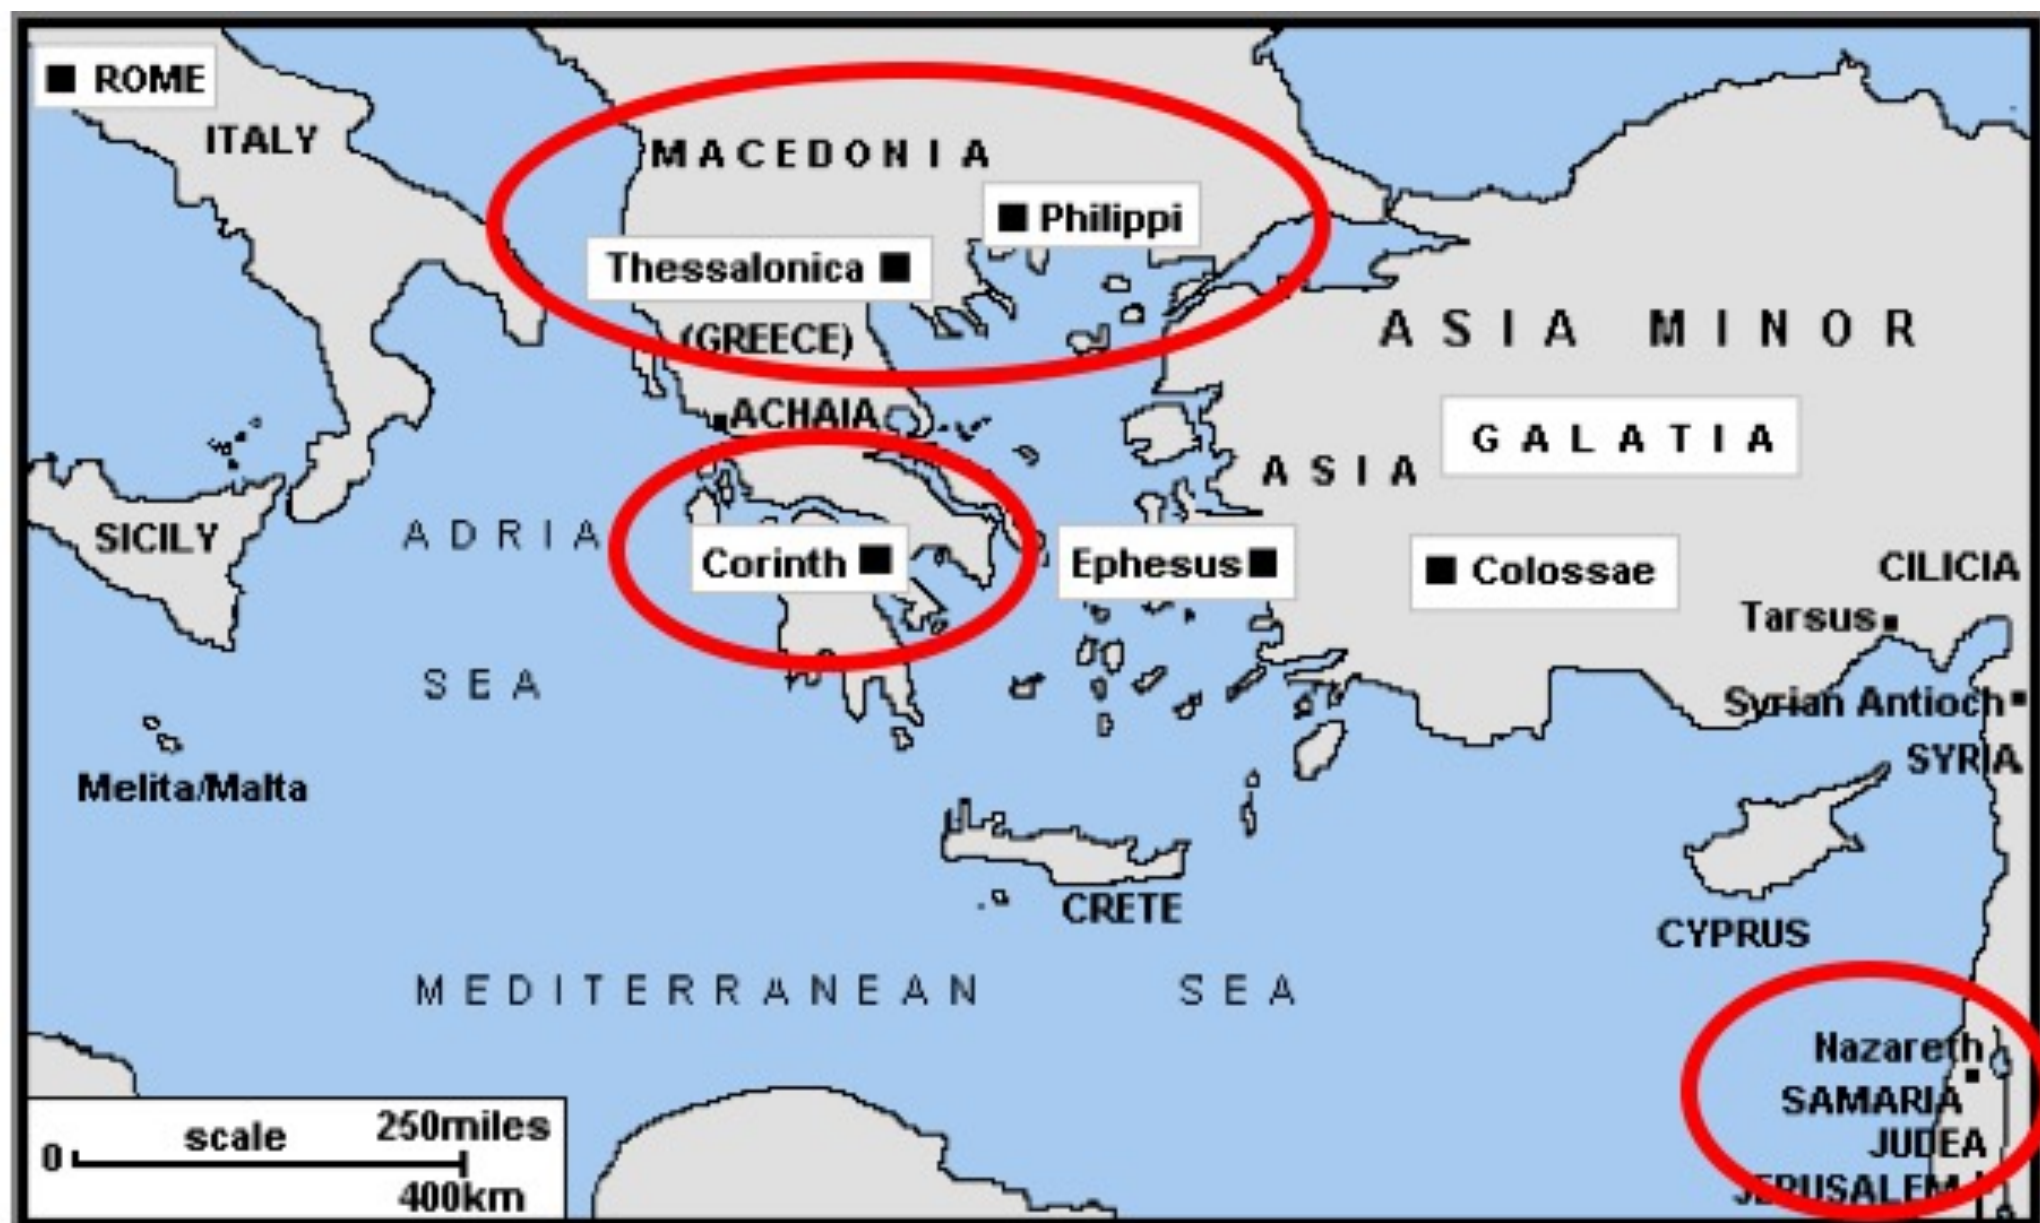 ROME
ITALY
MACEDONIA
Philippi
Thessalonica
(GREECE)
ASIA MINOR
ACHAIA
GALATIA
ASIA
SICILY
ADRIA
Corinth
Ephesus
Colossae
CILICIA
Tarsus
SEA
Syrian Antioch
SYRIA
Melita/Malta
CRETE
CYPRUS
MEDITERRANEAN SEA
Nazareth
SAMARIA
JUDEA
JERUSALEM
scale
250miles
0
400km